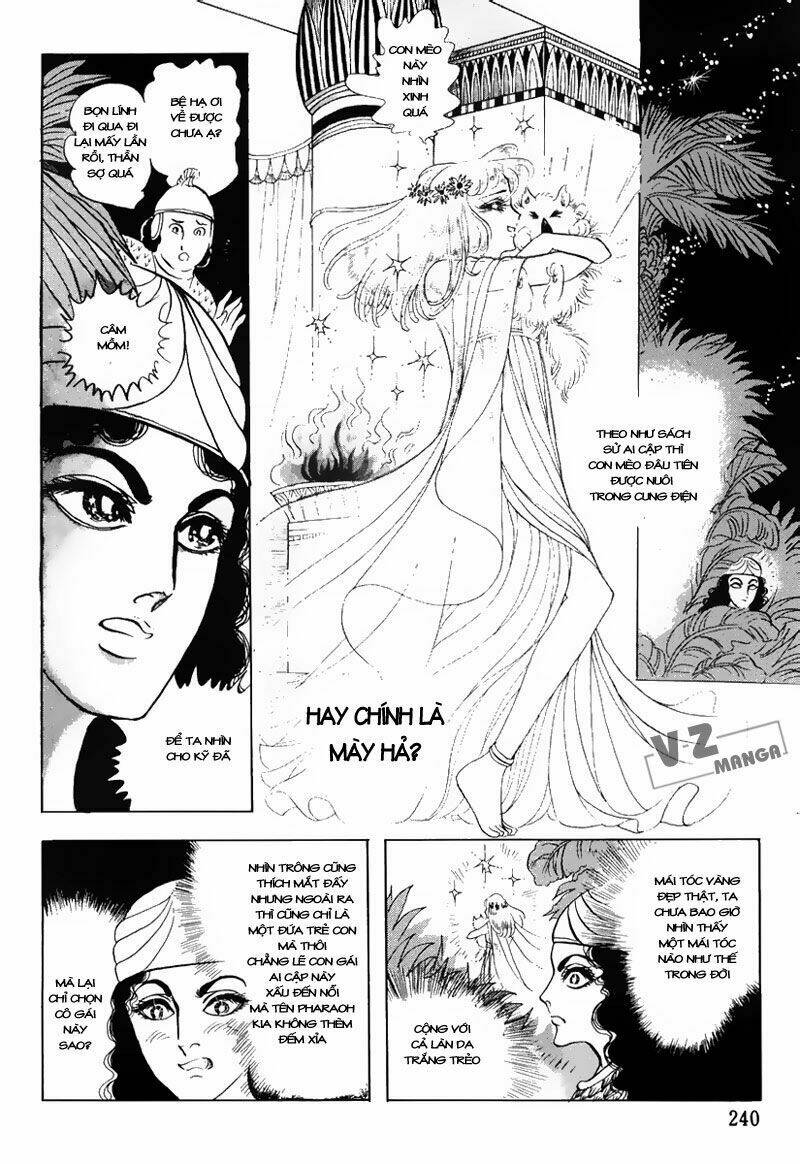 CON MÈO
NÀY
NHÌN
XINH
QUÁ
THEO NHƯ SÁCH
SỬ AI CẬP THÌ
CON MÈO ĐẦU TIÊN
ĐƯỢC NUÔI
TRONG CUNG ĐIỆN
HAY CHÍNH LÀ
MÀY HẢ?
BỆ HẠ ƠI
VỀ ĐƯỢC
CHƯA Ạ?
BỌN LÍNH
ĐI QUA ĐI
LẠI MẤY LẦN
RỒI, THẦN
SỢ QUÁ
CÂM
MỒM!
ĐỂ TA NHÌN
CHO KỸ ĐÃ
V-Z
MANGA
MÁI TÓC VÀNG
ĐẸP THẬT, TA
CHƯA BAO GIỜ
NHÌN THẤY
MỘT MÁI TÓC
NÀO NHƯ THẾ
TRONG ĐỜI
CỘNG VỚI
CẢ LÀN DA
TRẮNG TRẺO
NHÌN TRÔNG CŨNG
THÍCH MẮT ĐẤY
NHƯNG NGOÀI RA
THÌ CŨNG CHỈ LÀ
MỘT ĐỨA TRẺ CON
MÀ THÔI
CHẲNG LẼ CON GÁI
AI CẬP NÀY
XẤU ĐẾN NỖI
MÀ TÊN PHARAOH
KIA KHÔNG THÈM
ĐẾM XỈA
MÀ LẠI
CHỈ CHỌN
CÔ GÁI
NÀY
SAO?
240